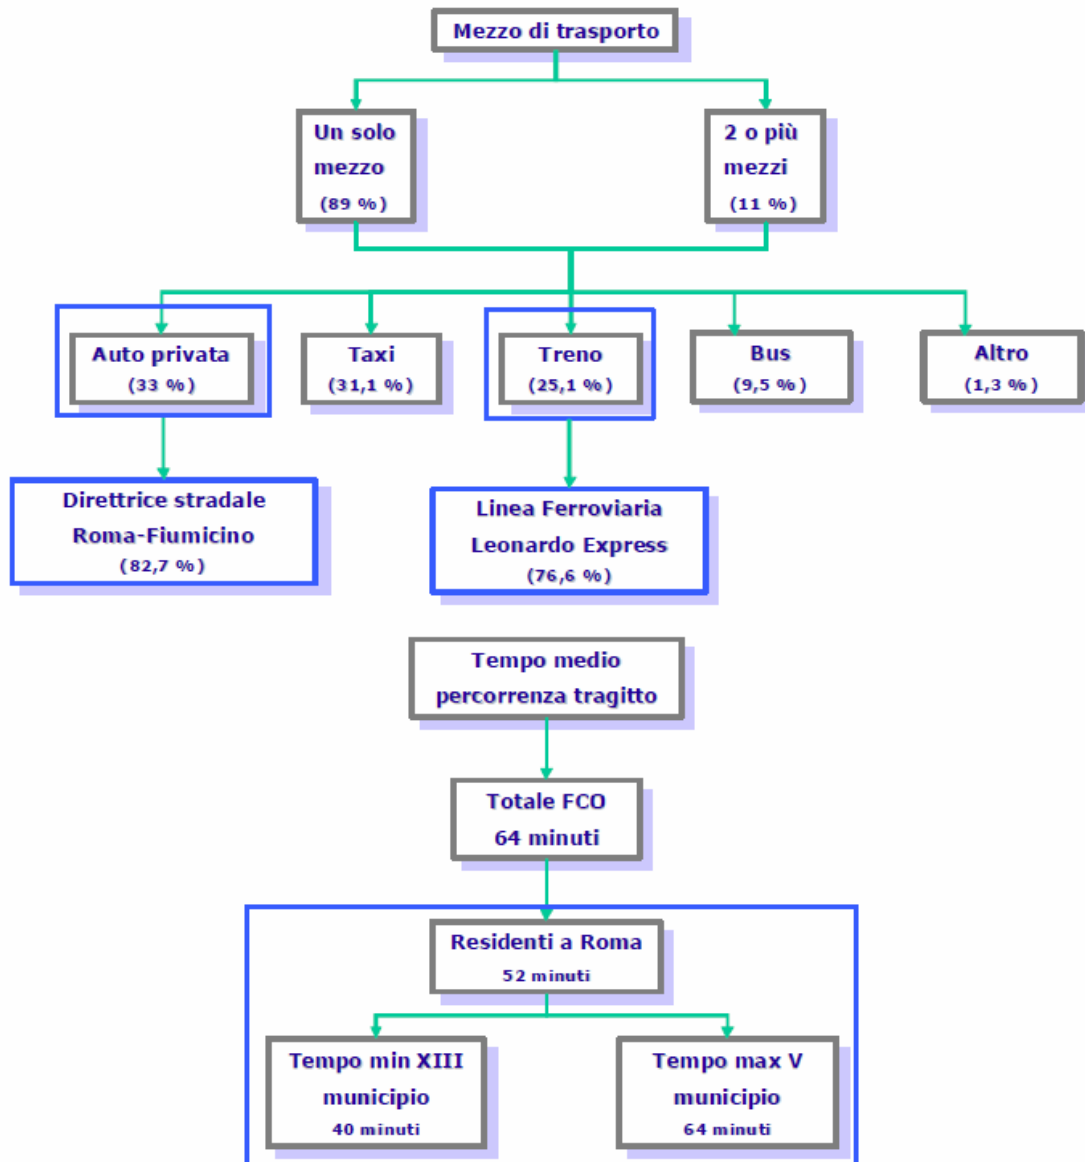 Mezzo di trasporto
Un solo
mezzo
(89 %)
2 o più
mezzi
(11 %)
Auto privata
(33 %)
Taxi
(31,1 %)
Treno
(25,1 %)
Bus
(9,5 %)
Altro
(1,3 %)
Direttrice stradale
Roma-Fiumicino
(82,7 %)
Linea Ferroviaria
Leonardo Express
(76,6 %)
Tempo medio
percorrenza tragitto
Totale FCO
64 minuti
Residenti a Roma
52 minuti
Tempo min XIII
municipio
40 minuti
Tempo max V
municipio
64 minuti